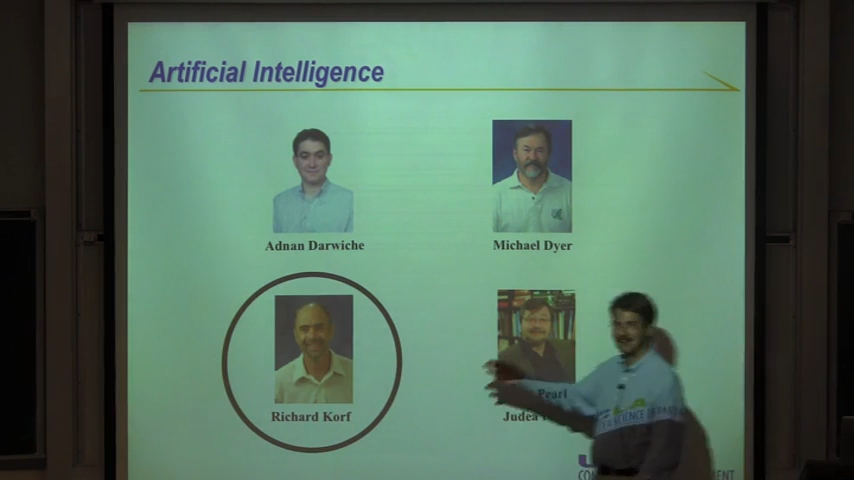 Artificial Intelligence
Adnan Darwiche
Michael Dyer
Richard Korf
Pearl
Judea